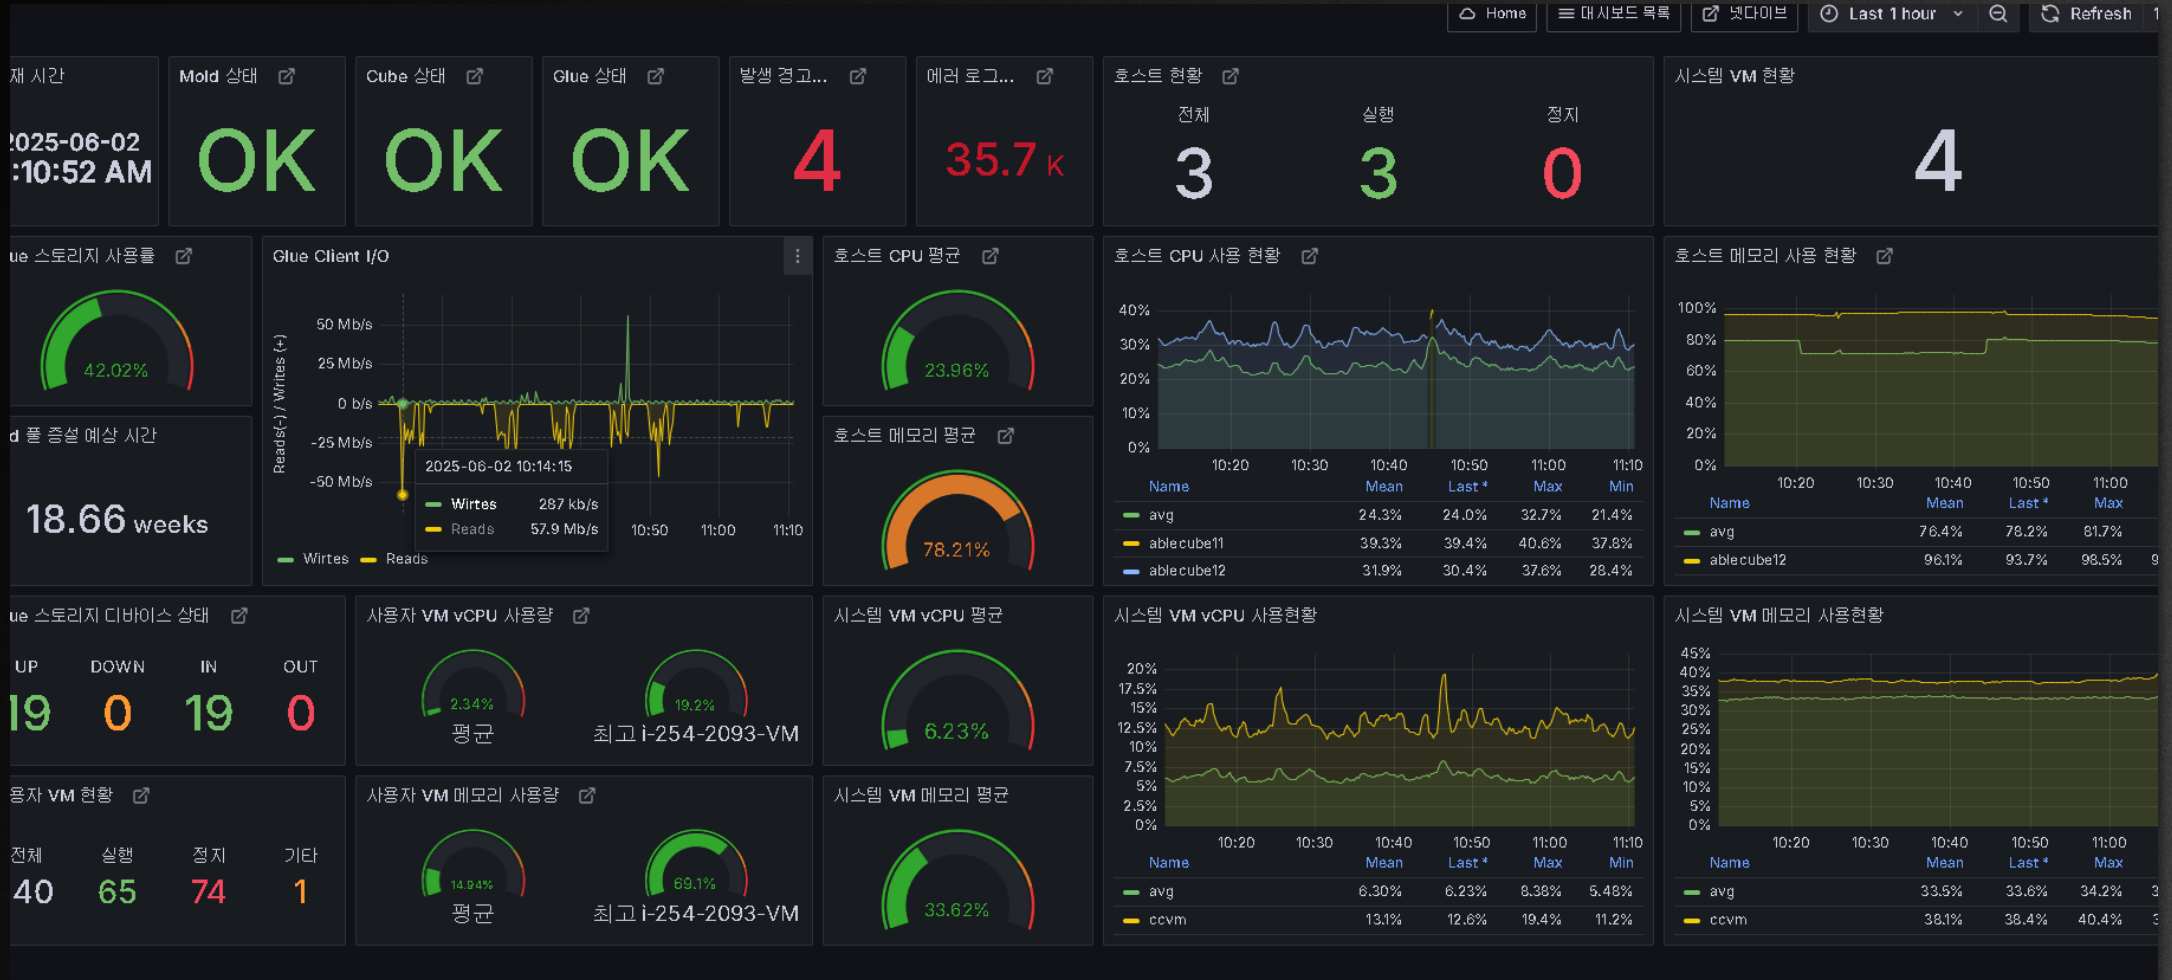 Home 대시보드 목록 넷다이브 Last 1 hour Refresh
재 시간
2025-06-02
:10:52 AM
Mold 상태
OK
Cube 상태
OK
Glue 상태
OK
발생 경고...
4
에러 로그...
35.7 K
호스트 현황
전체 실행 정지
3 3 0
시스템 VM 현황
4
ue 스토리지 사용률
42.02%
d 풀 증설 예상 시간
18.66 weeks
Glue Client I/O
Reads(-) / Writes (+)
50 Mb/s
25 Mb/s
0 b/s
-25 Mb/s
-50 Mb/s
2025-06-02 10:14:15
Wirtes 287 kb/s
Reads 57.9 Mb/s
10:50 11:00 11:10
Wirtes Reads
호스트 CPU 평균
23.96%
호스트 메모리 평균
78.21%
호스트 CPU 사용 현황
40%
30%
20%
10%
0%
10:20 10:30 10:40 10:50 11:00 11:10
Name Mean Last * Max Min
avg 24.3% 24.0% 32.7% 21.4%
ablecube11 39.3% 39.4% 40.6% 37.8%
ablecube12 31.9% 30.4% 37.6% 28.4%
호스트 메모리 사용 현황
100%
80%
60%
40%
20%
0%
10:20 10:30 10:40 10:50 11:00
Name Mean Last * Max
avg 76.4% 78.2% 81.7%
ablecube12 96.1% 93.7% 98.5%
ue 스토리지 디바이스 상태
UP DOWN IN OUT
19 0 19 0
사용자 VM vCPU 사용량
2.34% 19.2%
평균 최고 i-254-2093-VM
시스템 VM vCPU 평균
6.23%
시스템 VM vCPU 사용현황
20%
17.5%
15%
12.5%
10%
7.5%
5%
2.5%
0%
10:20 10:30 10:40 10:50 11:00 11:10
Name Mean Last * Max Min
avg 6.30% 6.23% 8.38% 5.48%
ccvm 13.1% 12.6% 19.4% 11.2%
시스템 VM 메모리 사용현황
45%
40%
35%
30%
25%
20%
15%
10%
5%
0%
10:20 10:30 10:40 10:50 11:00
Name Mean Last * Max
avg 33.5% 33.6% 34.2%
ccvm 38.1% 38.4% 40.4%
용자 VM 현황
전체 실행 정지 기타
40 65 74 1
사용자 VM 메모리 사용량
14.94% 69.1%
평균 최고 i-254-2093-VM
시스템 VM 메모리 평균
33.62%